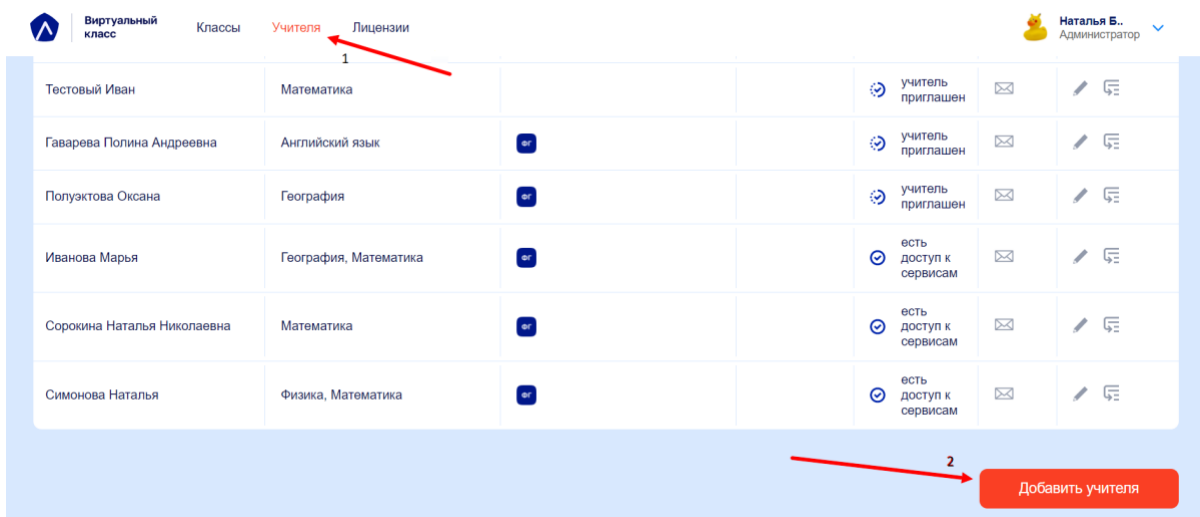 Виртуальный
класс
Классы
Учителя
Лицензии
Наталья Б..
Администратор
1
Тестовый Иван
Математика
учитель
приглашен
Гаварева Полина Андреевна
Английский язык
ФГ
учитель
приглашен
Полуэктова Оксана
География
ФГ
учитель
приглашен
Иванова Марья
География, Математика
ФГ
есть
доступ к
сервисам
Сорокина Наталья Николаевна
Математика
ФГ
есть
доступ к
сервисам
Симонова Наталья
Физика, Математика
ФГ
есть
доступ к
сервисам
2
Добавить учителя